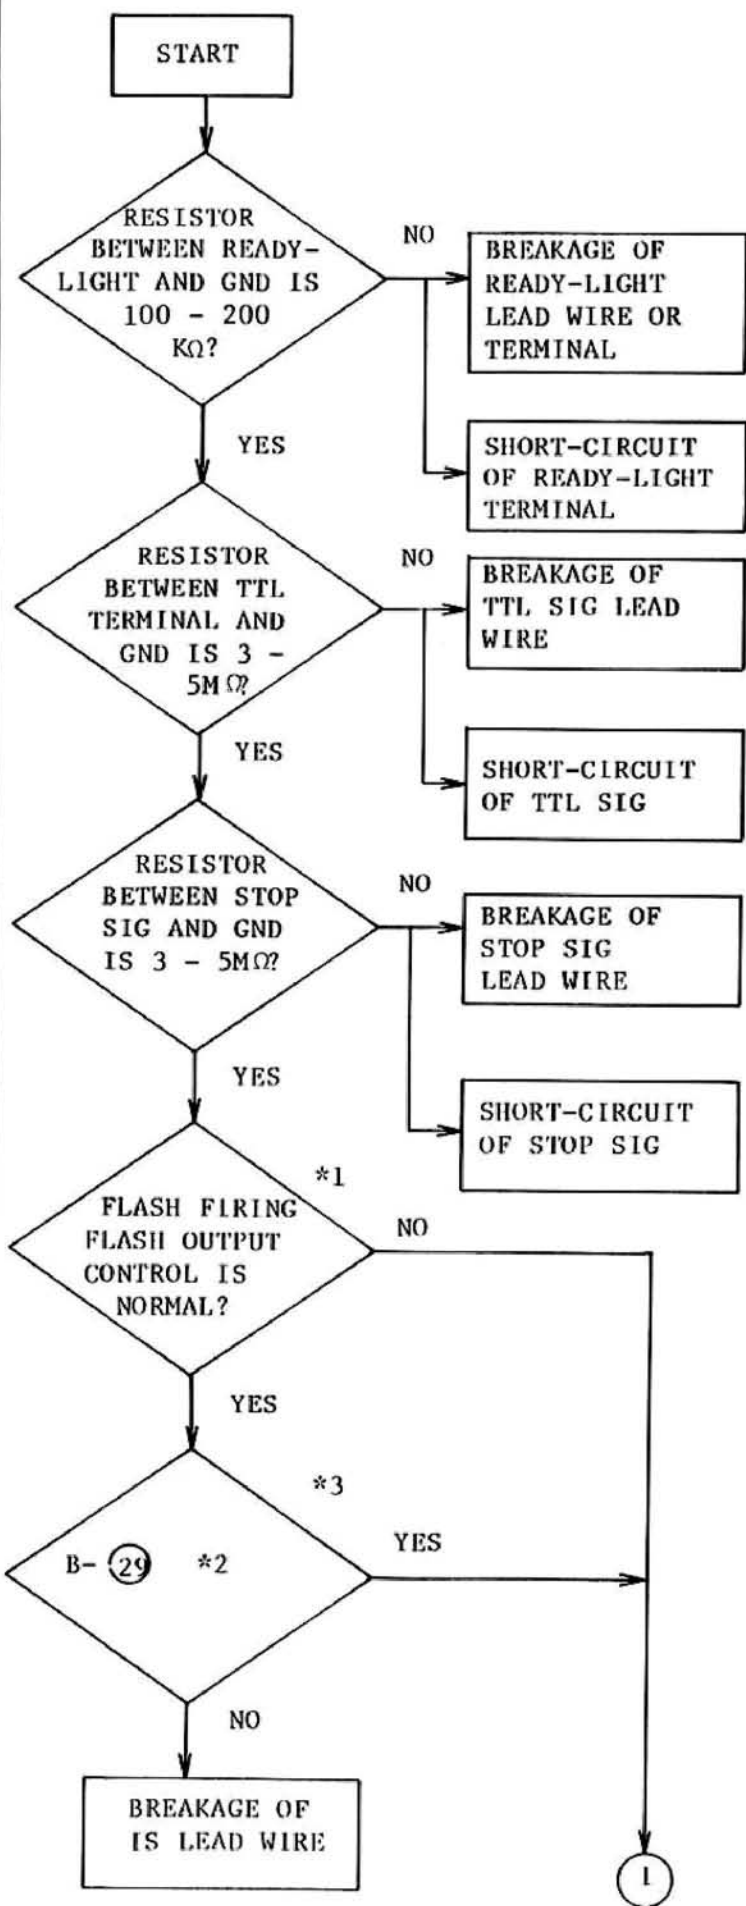 START
RESISTOR
BETWEEN READY-
LIGHT AND GND IS
100 - 200
KΩ?
NO
BREAKAGE OF
READY-LIGHT
LEAD WIRE OR
TERMINAL
YES
SHORT-CIRCUIT
OF READY-LIGHT
TERMINAL
RESISTOR
BETWEEN TTL
TERMINAL AND
GND IS 3 -
5MΩ?
NO
BREAKAGE OF
TTL SIG LEAD
WIRE
YES
SHORT-CIRCUIT
OF TTL SIG
RESISTOR
BETWEEN STOP
SIG AND GND
IS 3 - 5MΩ?
NO
BREAKAGE OF
STOP SIG
LEAD WIRE
YES
SHORT-CIRCUIT
OF STOP SIG
*1
FLASH FIRING
FLASH OUTPUT
CONTROL IS
NORMAL?
NO
YES
*3
B- 29 *2
YES
NO
BREAKAGE OF
IS LEAD WIRE
1